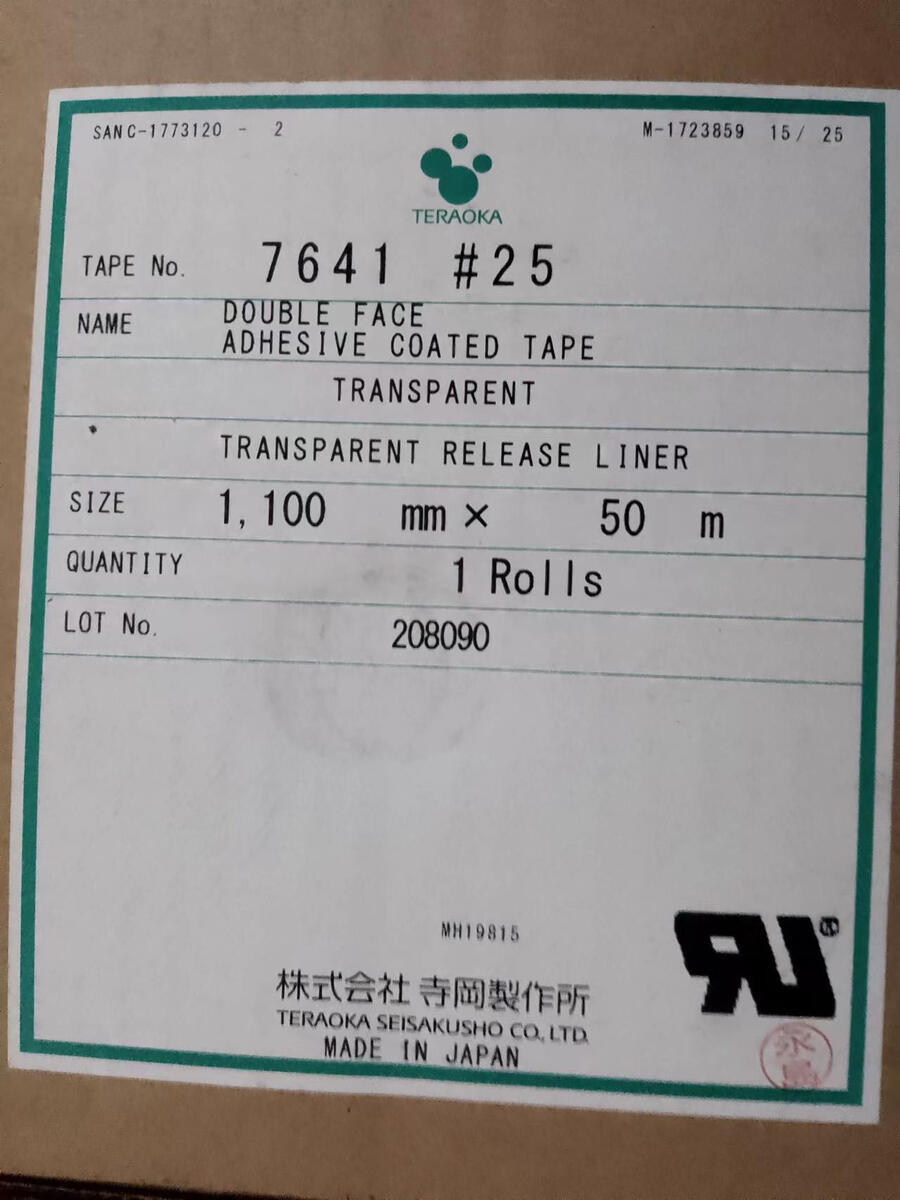 SANC-1773120 - 2
M-1723859 15/ 25
TERAOKA
TAPE No. 7641 #25
NAME DOUBLE FACE
ADHESIVE COATED TAPE
TRANSPARENT
TRANSPARENT RELEASE LINER
SIZE 1,100 mm × 50 m
QUANTITY 1 Rolls
LOT No. 208090
MH19815
株式会社 寺岡製作所
TERAOKA SEISAKUSHO CO., LTD.
MADE IN JAPAN
RU®